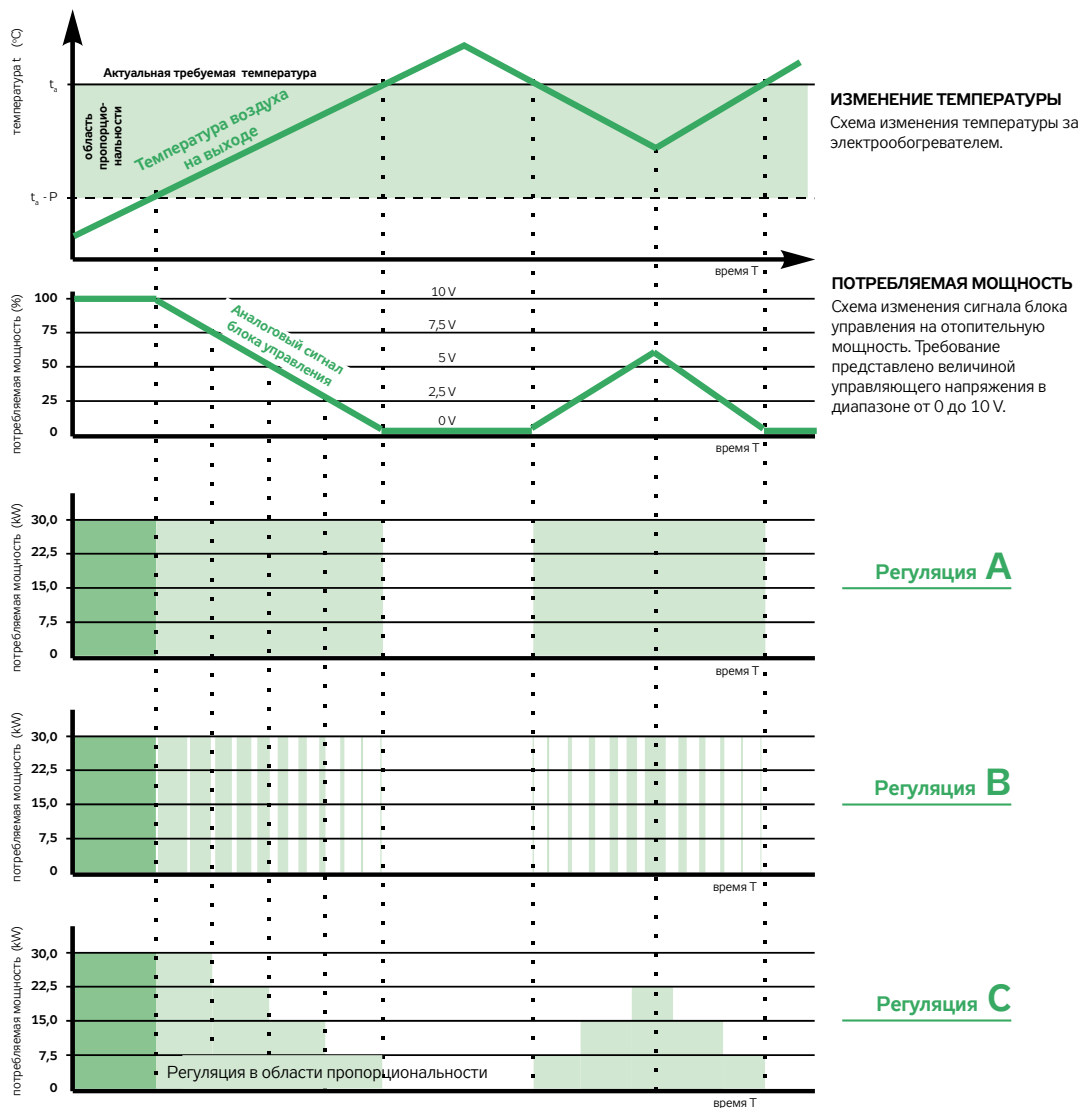 температура t (°C)
Актуальная требуемая температура
tₐ
область
пропорцио-
нальности
Температура воздуха
на выходе
tₐ - P
время T
ИЗМЕНЕНИЕ ТЕМПЕРАТУРЫ
Схема изменения температуры за
электрообогревателем.
потребляемая мощность (%)
100
75
50
25
0
10 V
7,5 V
5 V
2,5 V
0 V
Аналоговый сигнал
блока управления
время T
ПОТРЕБЛЯЕМАЯ МОЩНОСТЬ
Схема изменения сигнала блока
управления на отопительную
мощность. Требование
представлено величиной
управляющего напряжения в
диапазоне от 0 до 10 V.
потребляемая мощность (kW)
30,0
22,5
15,0
7,5
0
время T
Регуляция A
потребляемая мощность (kW)
30,0
22,5
15,0
7,5
0
время T
Регуляция B
потребляемая мощность (kW)
30,0
22,5
15,0
7,5
0
Регуляция в области пропорциональности
время T
Регуляция C